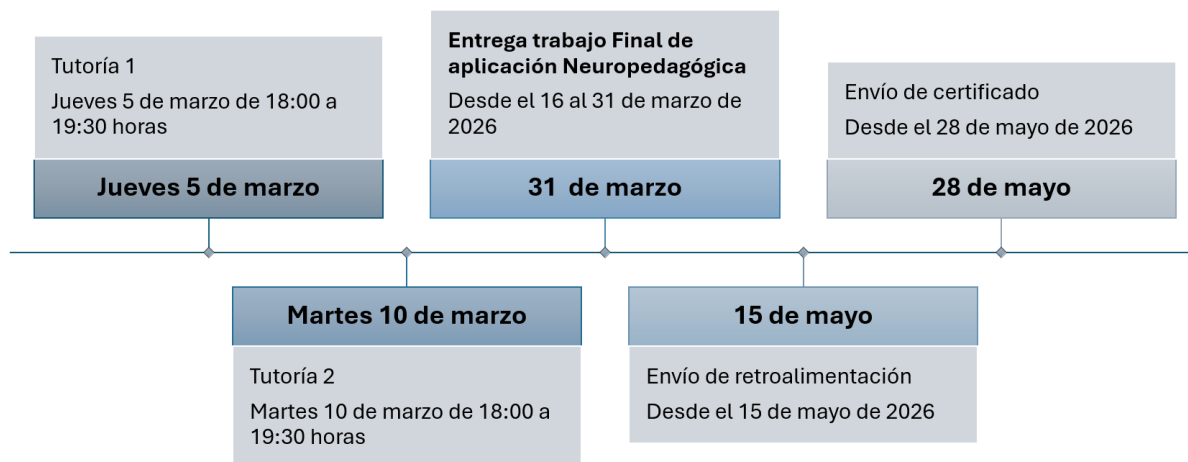 Tutoría 1
Jueves 5 de marzo de 18:00 a
19:30 horas
Jueves 5 de marzo
Martes 10 de marzo
Tutoría 2
Martes 10 de marzo de 18:00 a
19:30 horas
Entrega trabajo Final de
aplicación Neuropedagógica
Desde el 16 al 31 de marzo de
2026
31 de marzo
15 de mayo
Envío de retroalimentación
Desde el 15 de mayo de 2026
Envío de certificado
Desde el 28 de mayo de 2026
28 de mayo